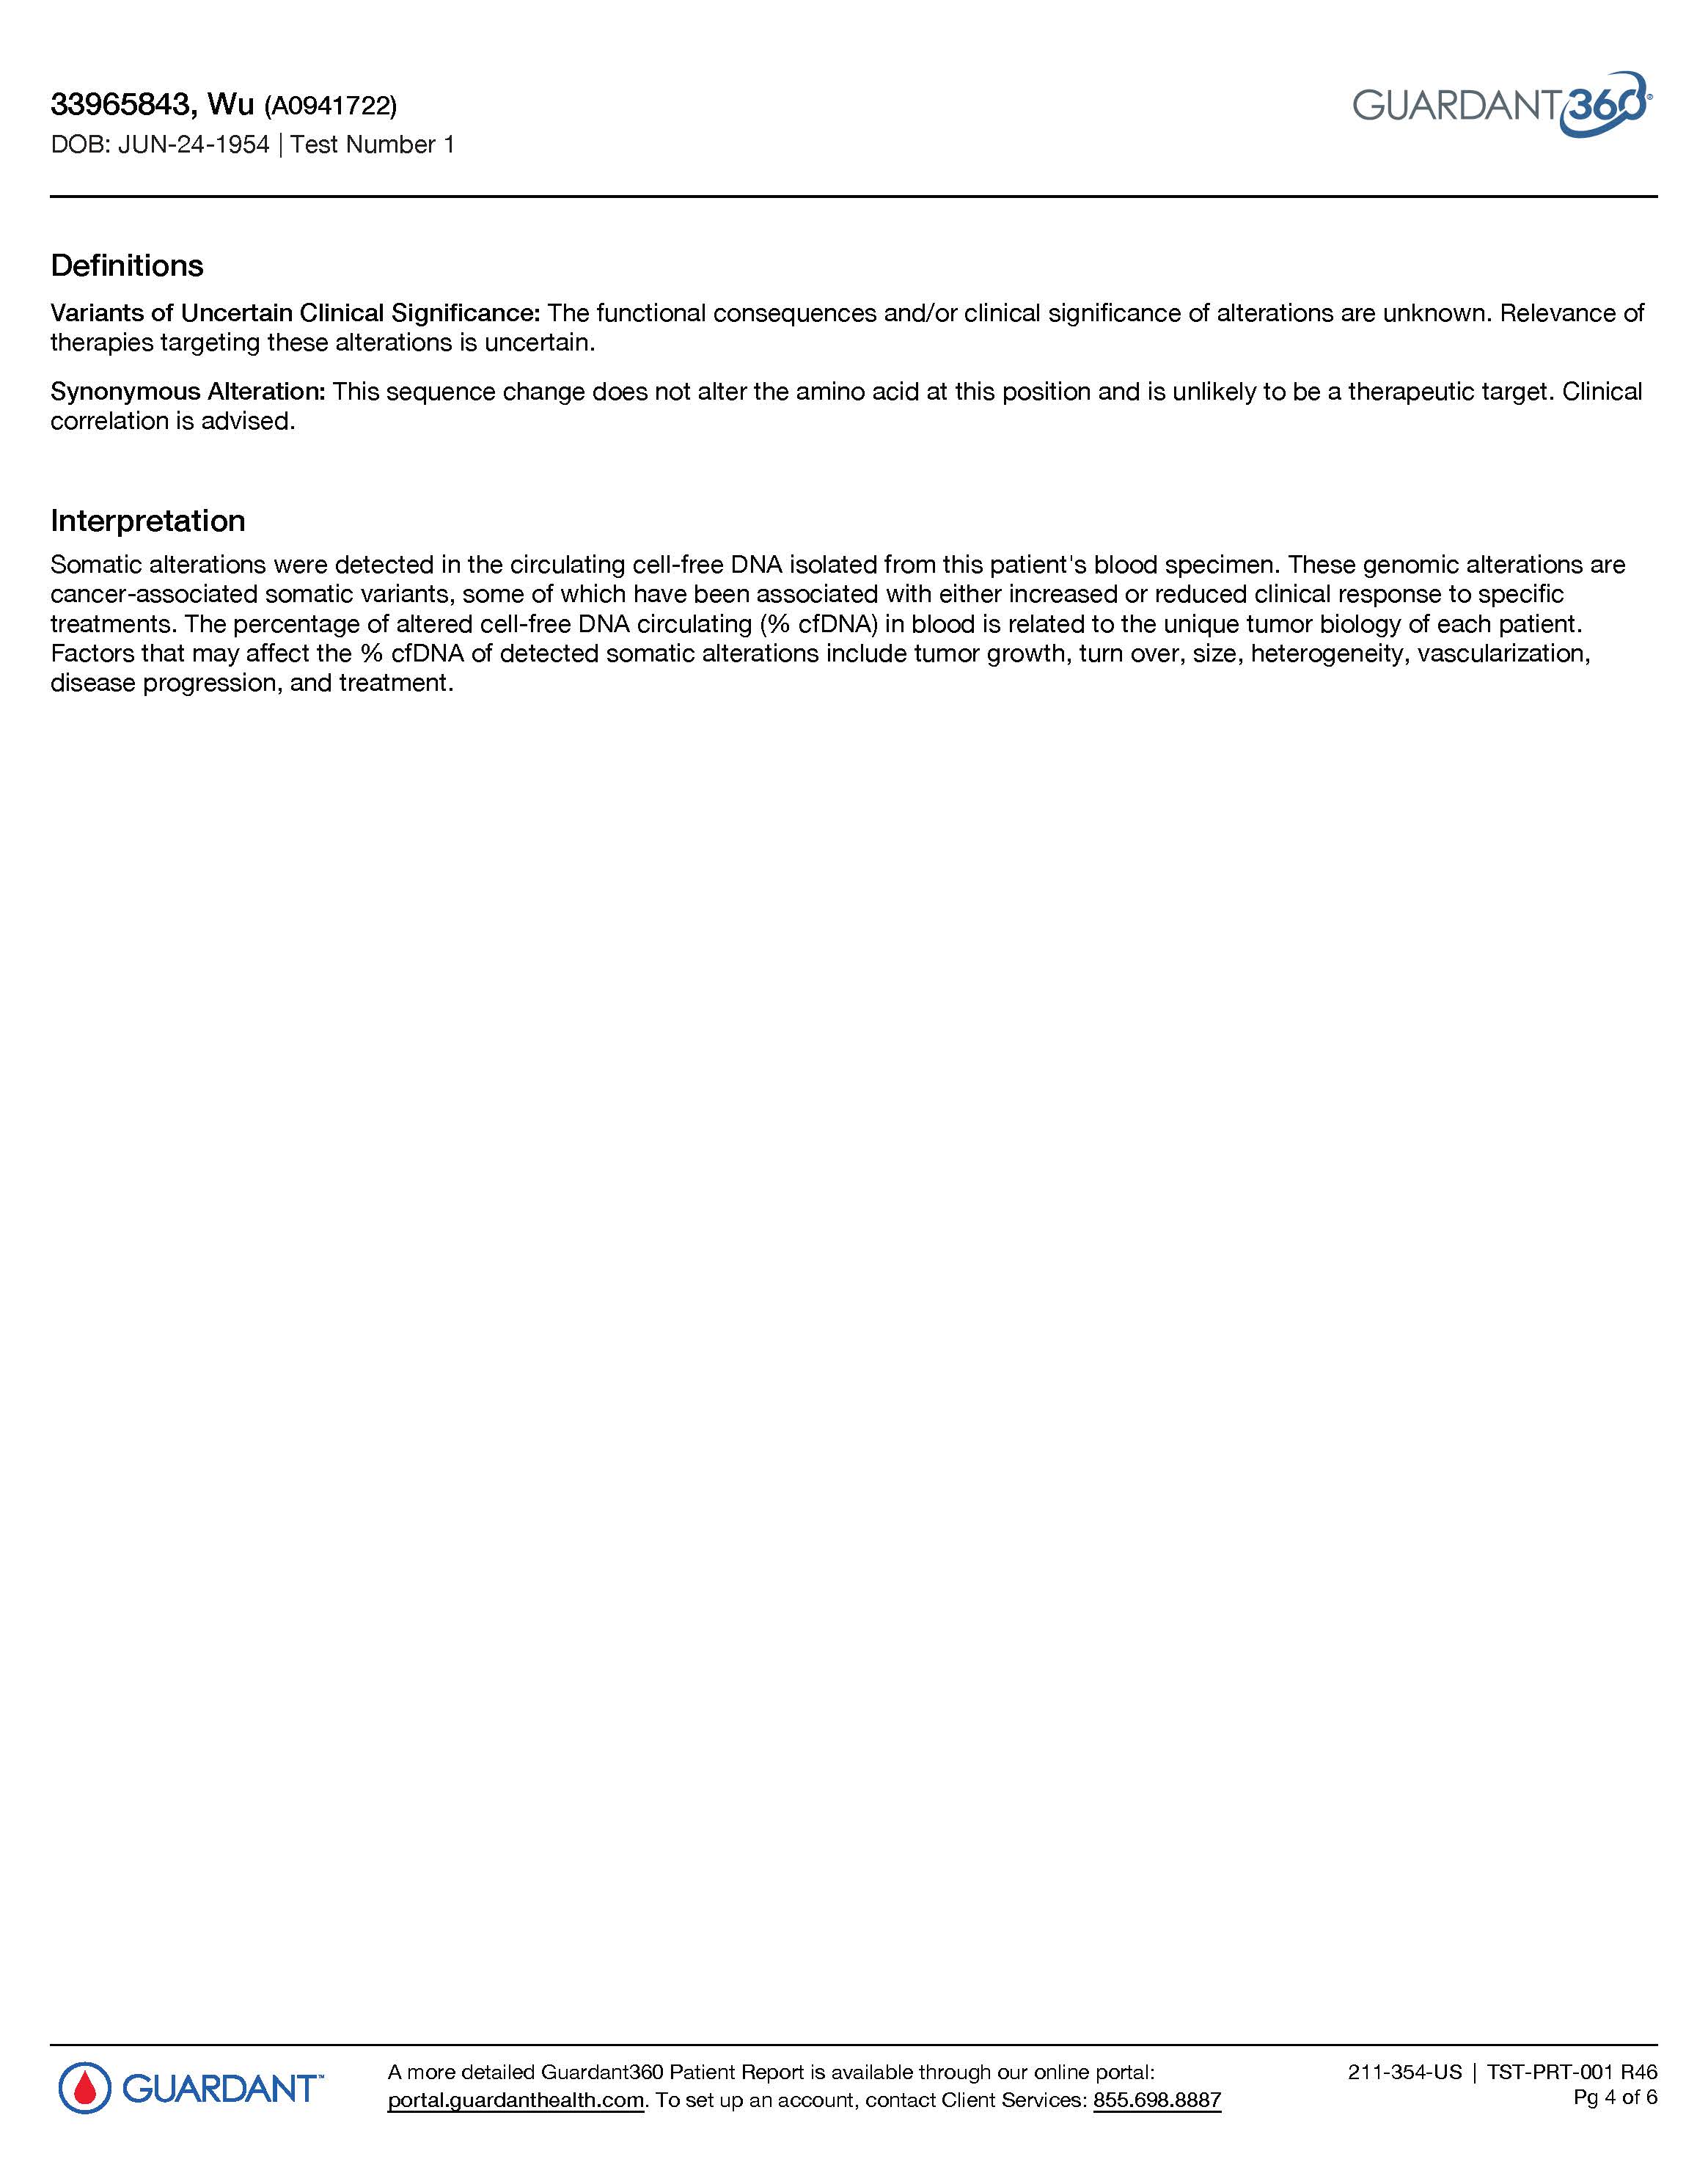 33965843, Wu (A0941722)
DOB: JUN-24-1954 | Test Number 1
GUARDANT360®
Definitions
Variants of Uncertain Clinical Significance: The functional consequences and/or clinical significance of alterations are unknown. Relevance of
therapies targeting these alterations is uncertain.
Synonymous Alteration: This sequence change does not alter the amino acid at this position and is unlikely to be a therapeutic target. Clinical
correlation is advised.
Interpretation
Somatic alterations were detected in the circulating cell-free DNA isolated from this patient's blood specimen. These genomic alterations are
cancer-associated somatic variants, some of which have been associated with either increased or reduced clinical response to specific
treatments. The percentage of altered cell-free DNA circulating (% cfDNA) in blood is related to the unique tumor biology of each patient.
Factors that may affect the % cfDNA of detected somatic alterations include tumor growth, turn over, size, heterogeneity, vascularization,
disease progression, and treatment.
GUARDANT™
A more detailed Guardant360 Patient Report is available through our online portal:
portal.guardanthealth.com. To set up an account, contact Client Services: 855.698.8887
211-354-US | TST-PRT-001 R46
Pg 4 of 6